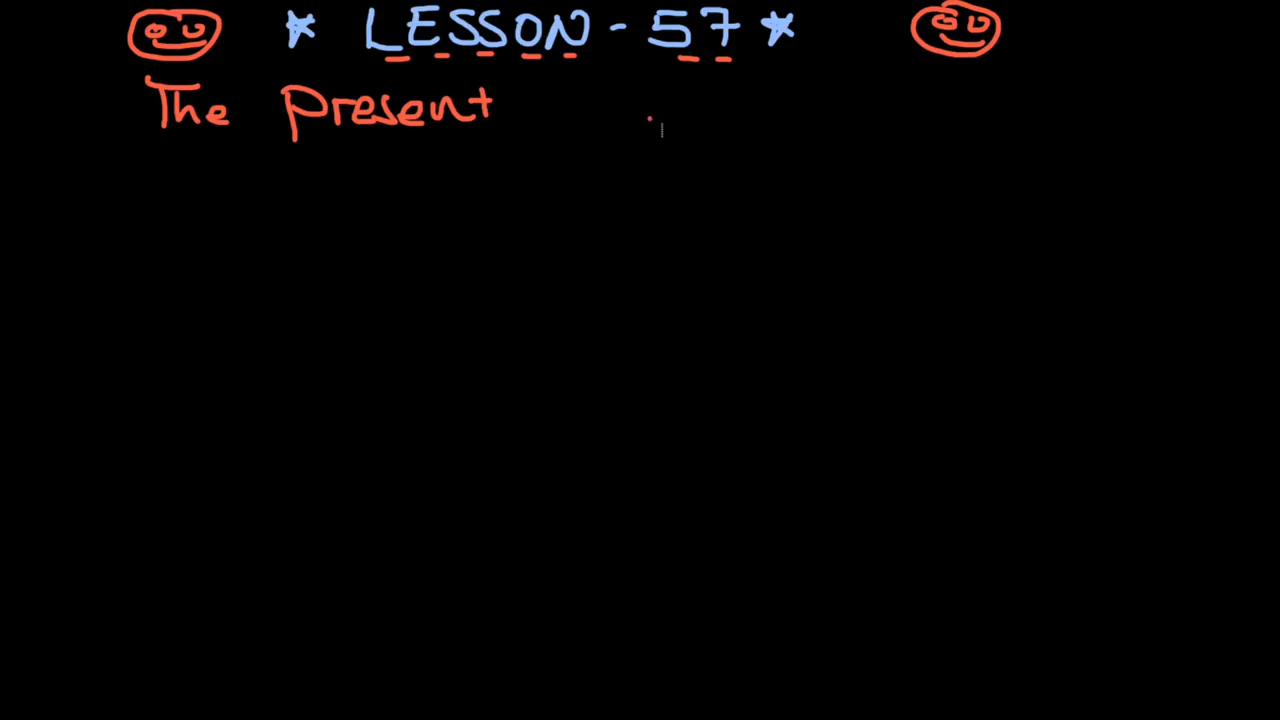 * LESSON - 57 *
The present